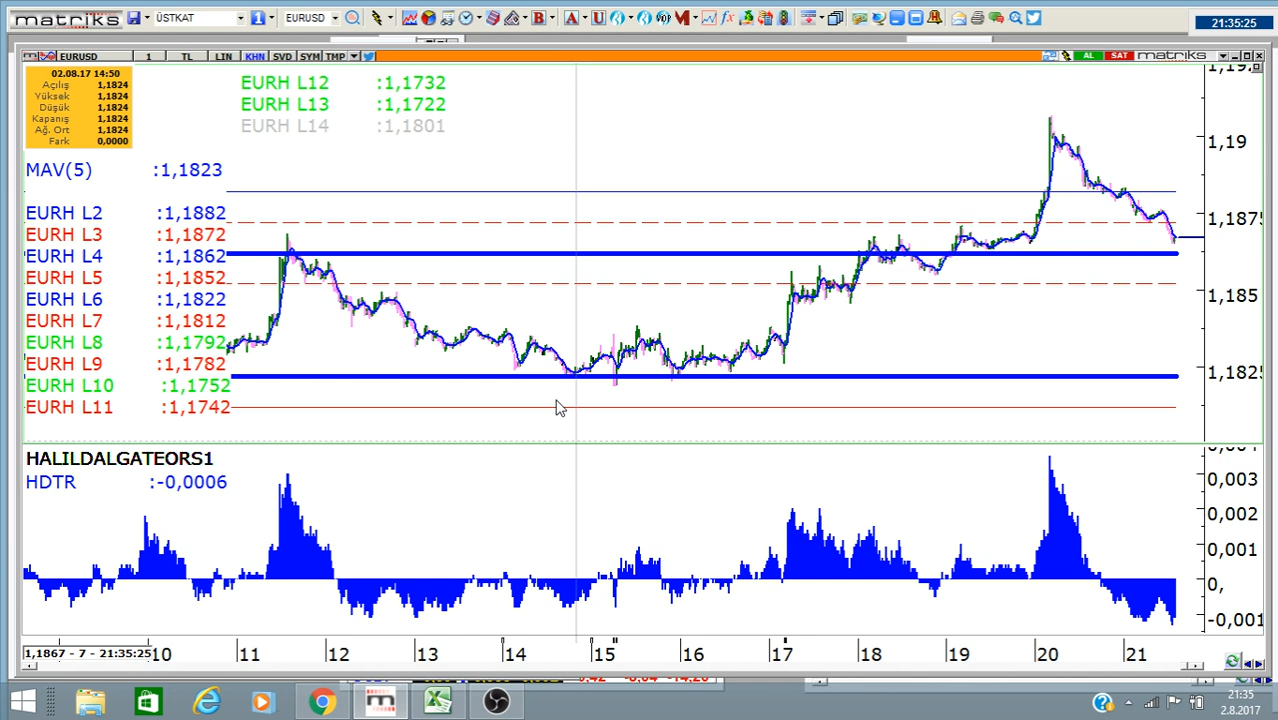 matriks ÜSTKAT EURUSD 21:35:25
EURUSD 1 TL LIN KHN SVD SYM TMP AL SAT matriks
02.08.17 14:50
Açılış 1,1824
Yüksek 1,1824
Düşük 1,1824
Kapanış 1,1824
Ağ. Ort 1,1824
Fark 0,0000
EURH L12 :1,1732
EURH L13 :1,1722
EURH L14 :1,1801
MAV(5) :1,1823
EURH L2 :1,1882
EURH L3 :1,1872
EURH L4 :1,1862
EURH L5 :1,1852
EURH L6 :1,1822
EURH L7 :1,1812
EURH L8 :1,1792
EURH L9 :1,1782
EURH L10 :1,1752
EURH L11 :1,1742
1,19
1,1875
1,185
1,1825
HALILDALGATEORS1
HDTR :-0,0006
0,003
0,002
0,001
0,
-0,001
1,1867 - 7 - 21:35:25
10 11 12 13 14 15 16 17 18 19 20 21
21:35
2.8.2017